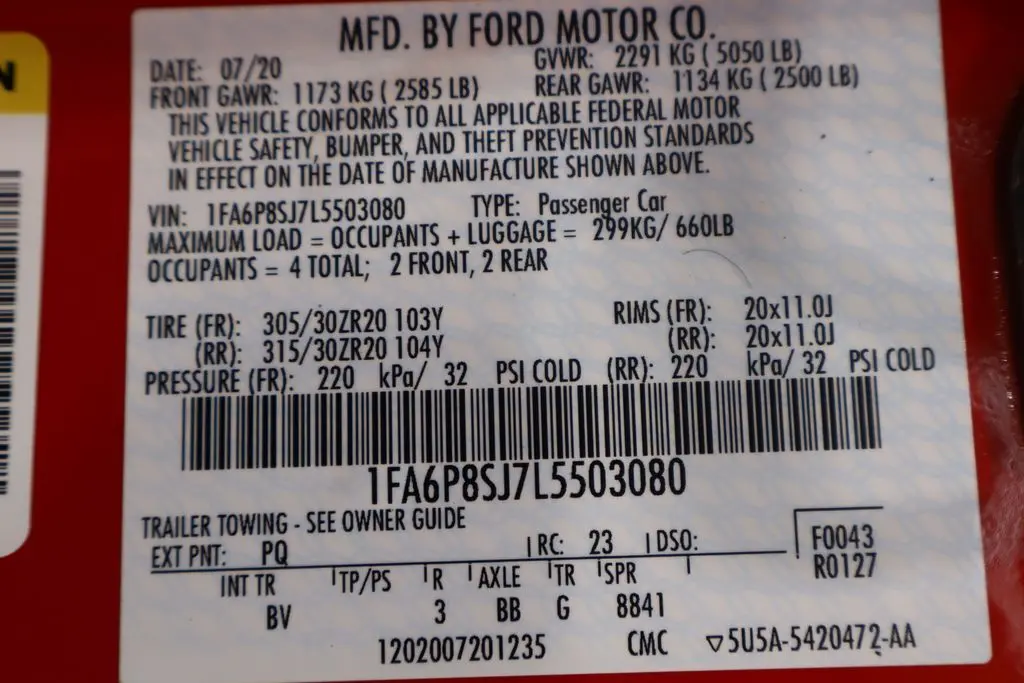 N
MFD. BY FORD MOTOR CO.
DATE: 07/20 GVWR: 2291 KG ( 5050 LB)
FRONT GAWR: 1173 KG ( 2585 LB) REAR GAWR: 1134 KG ( 2500 LB)
THIS VEHICLE CONFORMS TO ALL APPLICABLE FEDERAL MOTOR
VEHICLE SAFETY, BUMPER, AND THEFT PREVENTION STANDARDS
IN EFFECT ON THE DATE OF MANUFACTURE SHOWN ABOVE.
VIN: 1FA6P8SJ7L5503080 TYPE: Passenger Car
MAXIMUM LOAD = OCCUPANTS + LUGGAGE = 299KG/ 660LB
OCCUPANTS = 4 TOTAL; 2 FRONT, 2 REAR
TIRE (FR): 305/30ZR20 103Y RIMS (FR): 20x11.0J
(RR): 315/30ZR20 104Y (RR): 20x11.0J
PRESSURE (FR): 220 kPa/ 32 PSI COLD (RR): 220 kPa/ 32 PSI COLD
1FA6P8SJ7L5503080
TRAILER TOWING - SEE OWNER GUIDE
EXT PNT: PQ RC: 23 DSO: F0043
INT TR TP/PS R AXLE TR SPR R0127
BV 3 BB G 8841
1202007201235 CMC ▽5U5A-5420472-AA